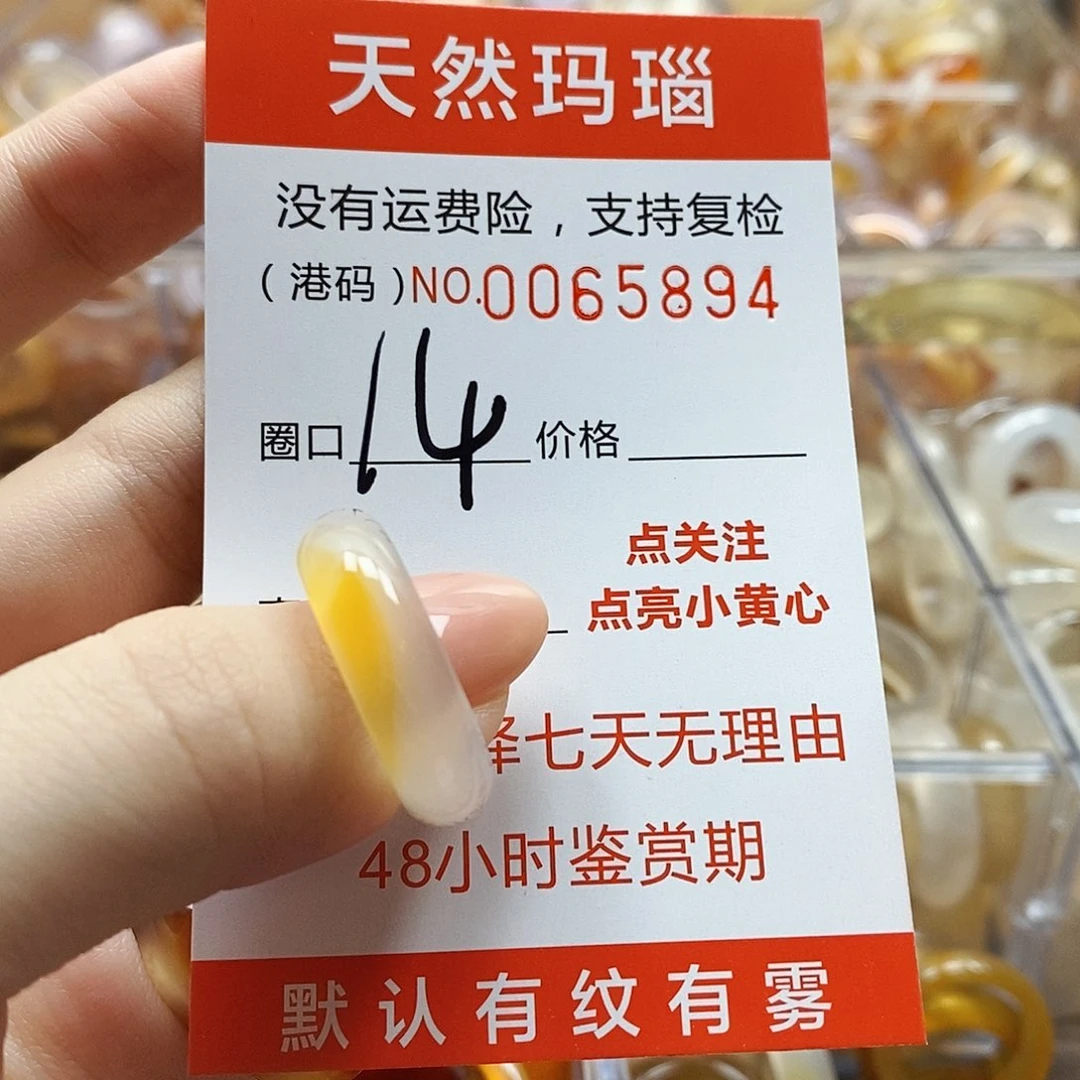 天然玛瑙
没有运费险，支持复检
（港码）NO.0065894
圈口 14 价格
点关注
点亮小黄心
七天无理由
48小时鉴赏期
默认有纹有雾